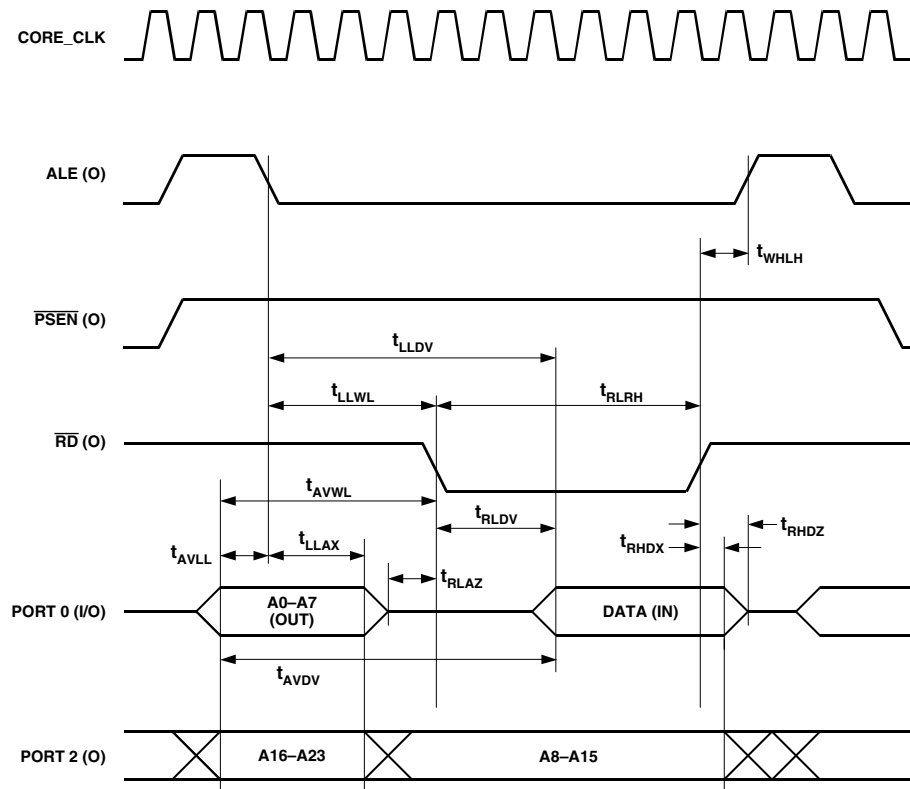 CORE_CLK
ALE (O)
tWHLH
PSEN (O)
tLLDV
tLLWL
tRLRH
RD (O)
tAVWL
tRLDV
tRHDZ
tAVLL
tLLAX
tRHDX
tRLAZ
PORT 0 (I/O)
A0–A7
(OUT)
DATA (IN)
tAVDV
PORT 2 (O)
A16–A23
A8–A15